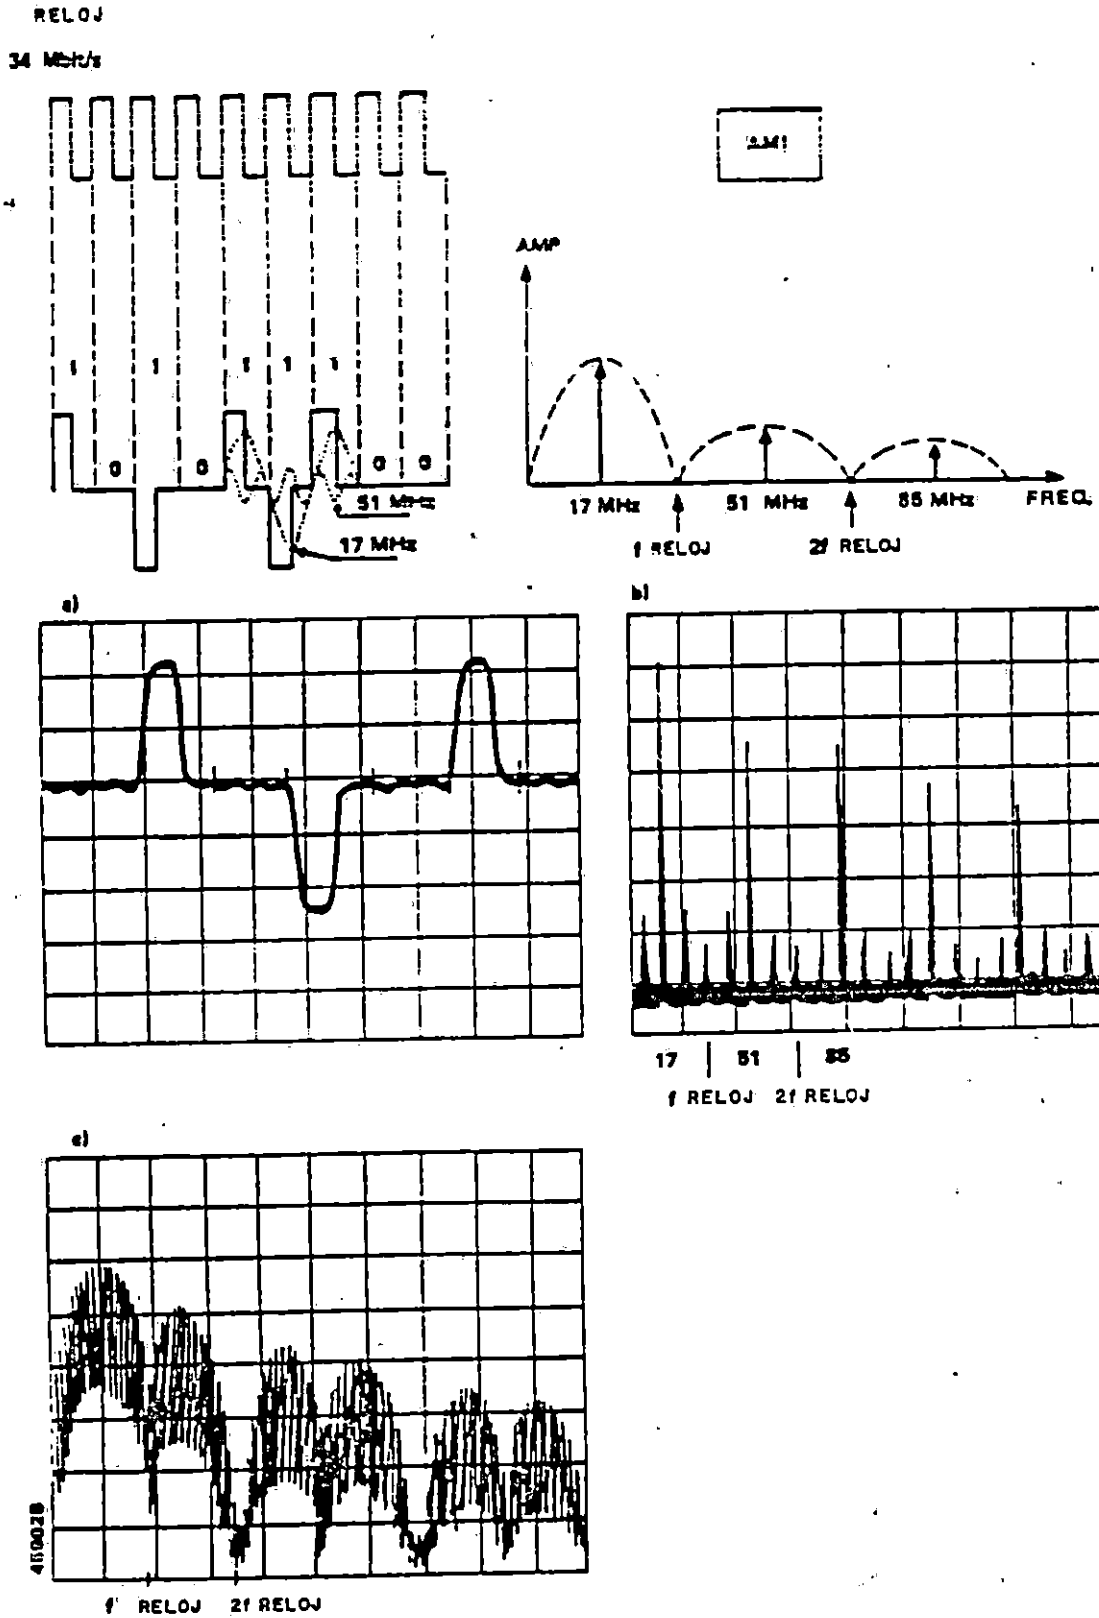 RELOJ
34 Mbit/s
AMI
AMP
1 1 1 1 1
0 0 0 0
51 MHz
17 MHz
17 MHz 51 MHz 85 MHz FREC.
f RELOJ 2f RELOJ
a)
b)
17 51 85
f RELOJ 2f RELOJ
c)
f RELOJ 2f RELOJ